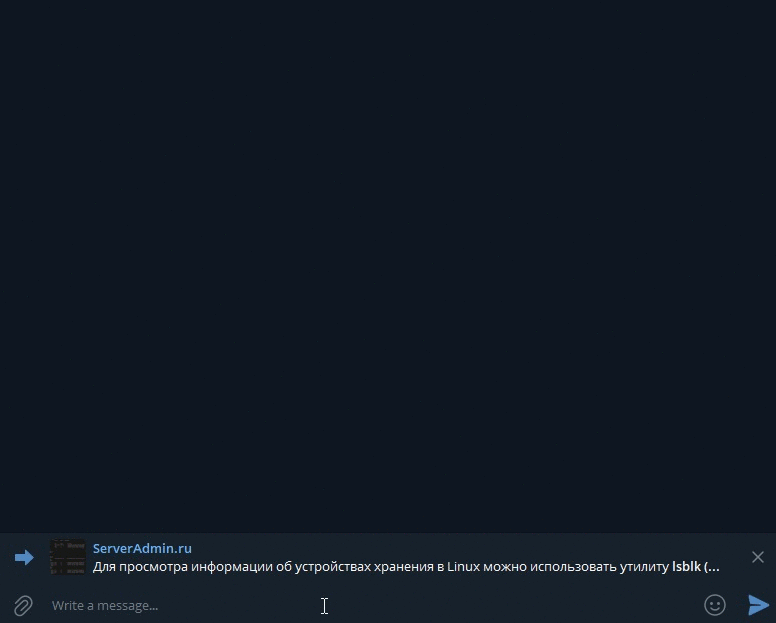 ServerAdmin.ru
Для просмотра информации об устройствах хранения в Linux можно использовать утилиту lsblk (...
Write a message...